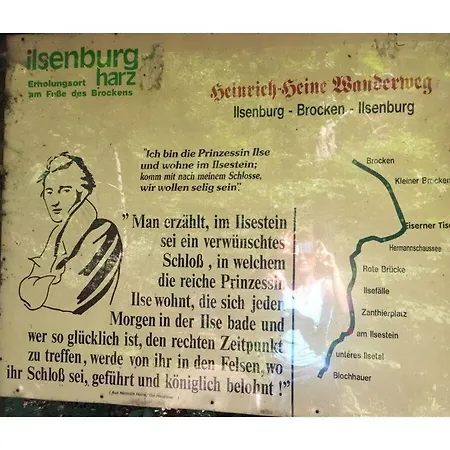 ilsenburg
harz
Erholungsort
am Fuße des Brockens
Heinrich-Heine Wanderweg
Ilsenburg - Brocken - Ilsenburg
"Ich bin die Prinzessin Ilse
und wohne im Ilsestein;
komm mit nach meinem Schlosse,
wir wollen selig sein".
"Man erzählt, im Ilsestein
sei ein verwünschtes
Schloß, in welchem
die reiche Prinzessin
Ilse wohnt, die sich jeden
Morgen in der Ilse bade und
wer so glücklich ist, den rechten Zeitpunkt
zu treffen, werde von ihr in den Felsen, wo
ihr Schloß sei, geführt und königlich belohnt!"
Brocken
Kleiner Brocken
Eiserner Tisc
Hermannschaussee
Rote Brücke
Ilsefälle
Zanthierplatz
am Ilsestein
unteres Ilsetal
Blochhauer